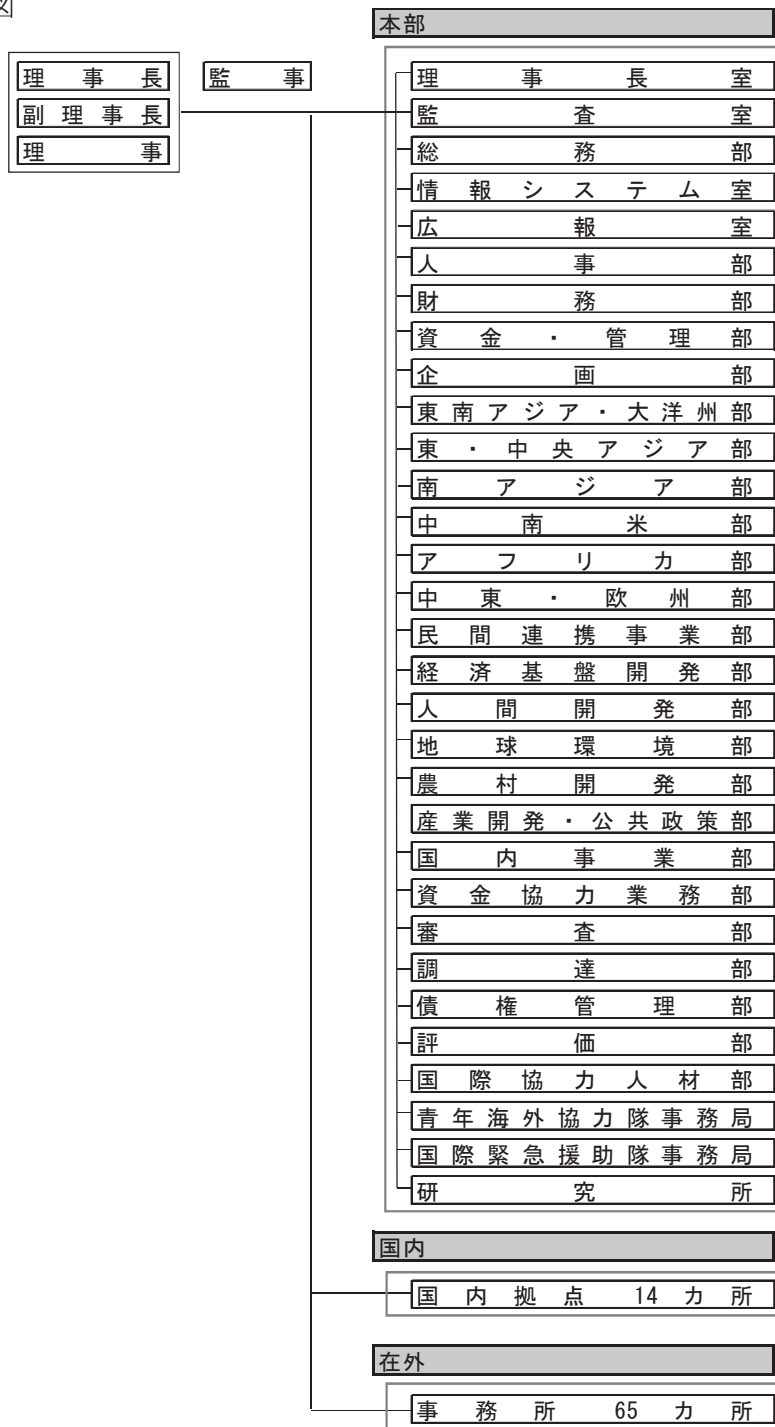 図
本部
理事長
監事
副理事長
理事
理事長室
監査室
総務部
情報システム室
広報室
人事部
財務部
資金・管理部
企画部
東南アジア・大洋州部
東・中央アジア部
南アジア部
中南米部
アフリカ部
中東・欧州部
民間連携事業部
経済基盤開発部
人間開発部
地球環境部
農村開発部
産業開発・公共政策部
国内事業部
資金協力業務部
審査部
調達部
債権管理部
評価部
国際協力人材部
青年海外協力隊事務局
国際緊急援助隊事務局
研究所
国内
国内拠点 14カ所
在外
事務所 65カ所